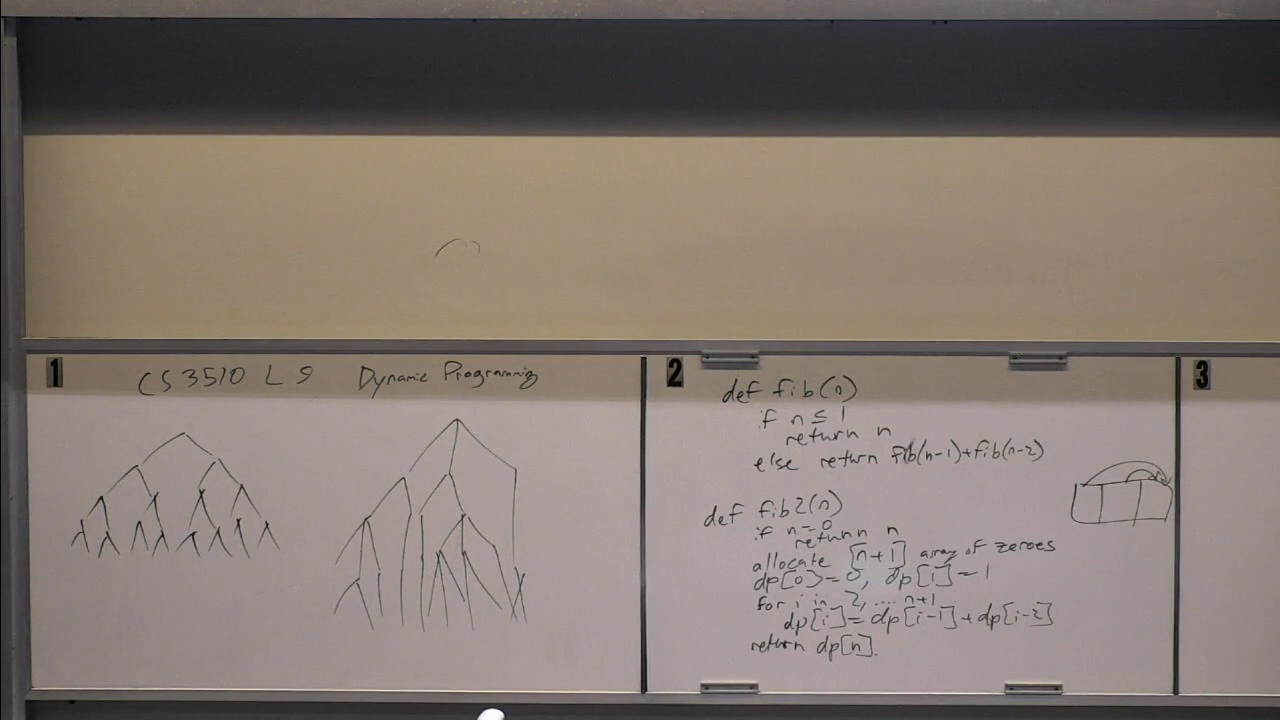 1
CS 3510 L 9 Dynamic Programming
2
def fib(n)
if n ≤ 1
return n
else return fib(n-1)+fib(n-2)
def fib2(n)
if n=0
return n
allocate [n+1] array of zeroes
dp[0]=0, dp[1]=1
for i in 2,... n+1
dp[i]=dp[i-1]+dp[i-2]
return dp[n].
3